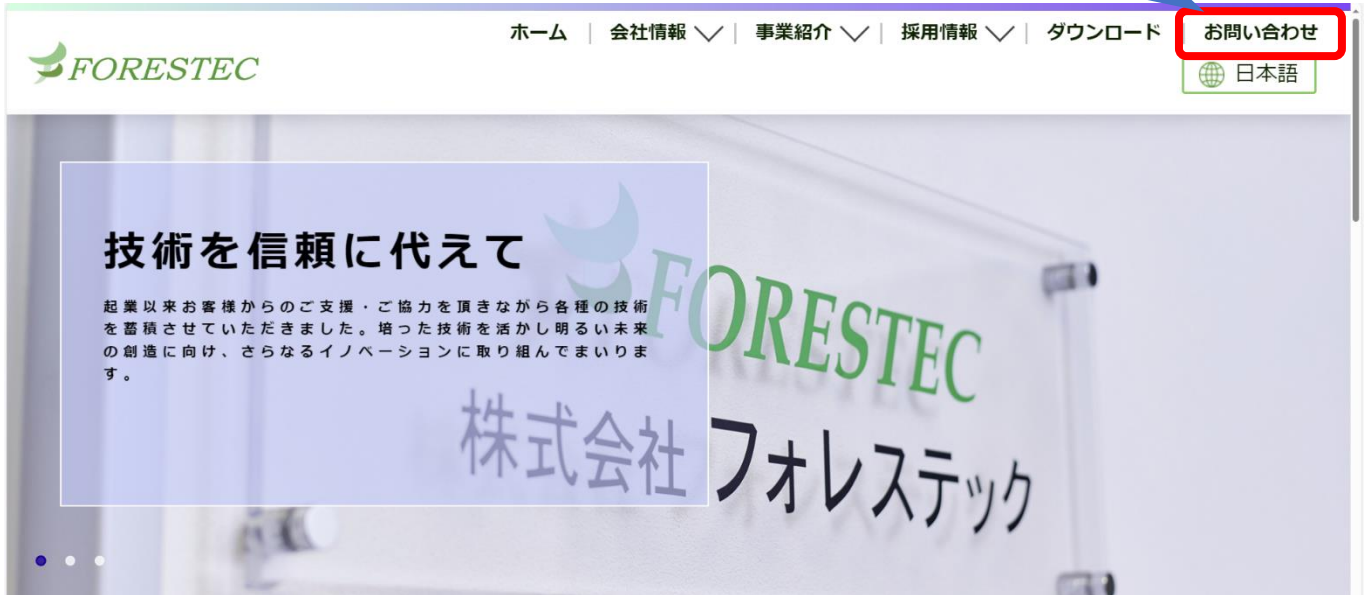 ホーム | 会社情報 | 事業紹介 | 採用情報 | ダウンロード | お問い合わせ
FORESTEC
日本語
技術を信頼に代えて
起業以来お客様からのご支援・ご協力を頂きながら各種の技術
を蓄積させていただきました。培った技術を活かし明るい未来
の創造に向け、さらなるイノベーションに取り組んでまいりま
す。
FORESTEC
株式会社 フォレステック